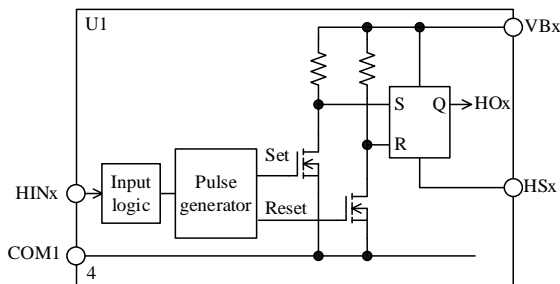 U1
VBx
S
Q
HOx
R
Set
HINx
Input
logic
Pulse
generator
HSx
Reset
COM1
4